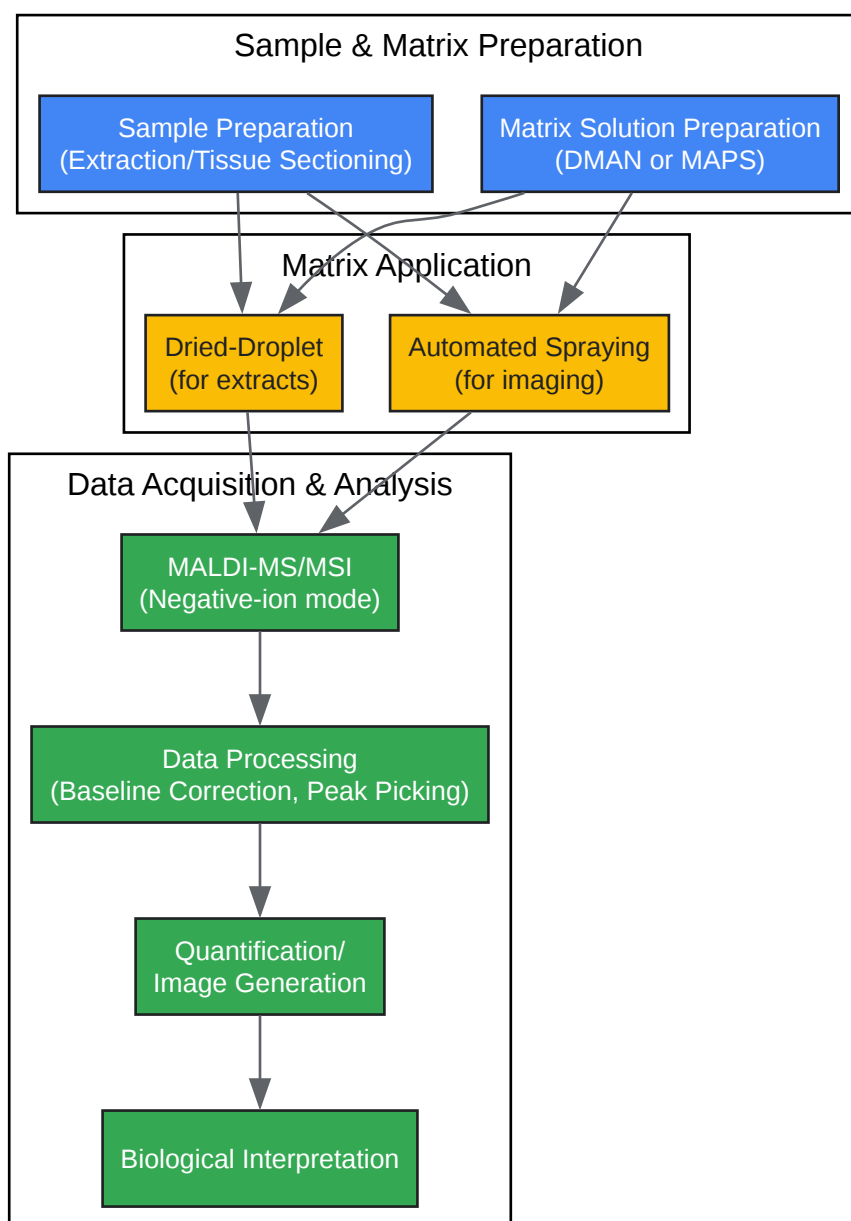 Sample & Matrix Preparation
Sample Preparation
(Extraction/Tissue Sectioning)
Matrix Solution Preparation
(DMAN or MAPS)
Matrix Application
Dried-Droplet
(for extracts)
Automated Spraying
(for imaging)
Data Acquisition & Analysis
MALDI-MS/MSI
(Negative-ion mode)
Data Processing
(Baseline Correction, Peak Picking)
Quantification/
Image Generation
Biological Interpretation